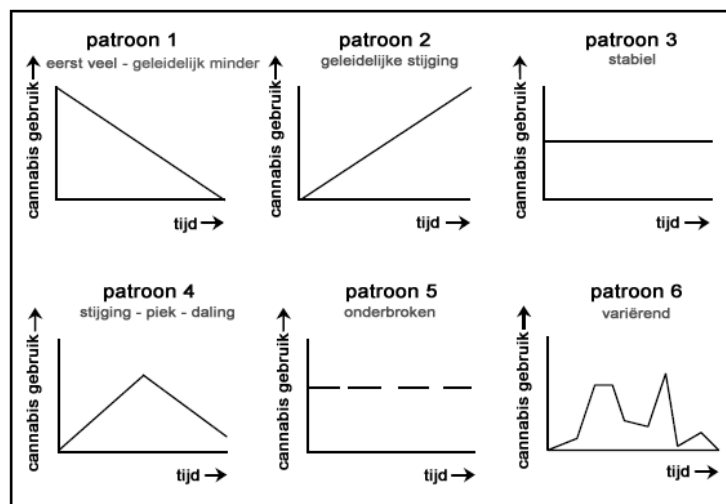 patroon 1
eerst veel - geleidelijk minder
cannabis gebruik
tijd
patroon 2
geleidelijke stijging
cannabis gebruik
tijd
patroon 3
stabiel
cannabis gebruik
tijd
patroon 4
stijging - piek - daling
cannabis gebruik
tijd
patroon 5
onderbroken
cannabis gebruik
tijd
patroon 6
variërend
cannabis gebruik
tijd